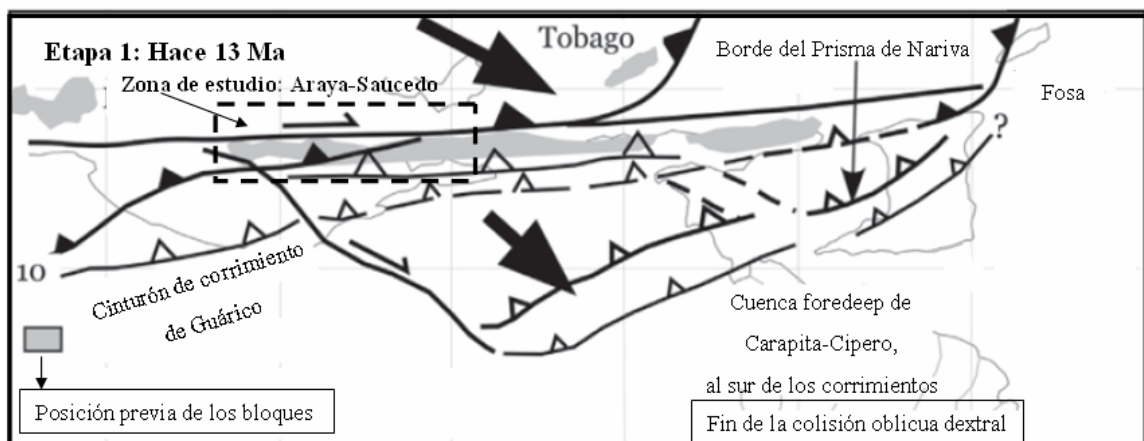 Etapa 1: Hace 13 Ma
Zona de estudio: Araya-Saucedo
Tobago
Borde del Prisma de Nariva
Fosa
?
10
Cinturón de corrimiento
de Guárico
Cuenca foredeep de
Carapita-Cipero,
al sur de los corrimientos
Posición previa de los bloques
Fin de la colisión oblicua dextral